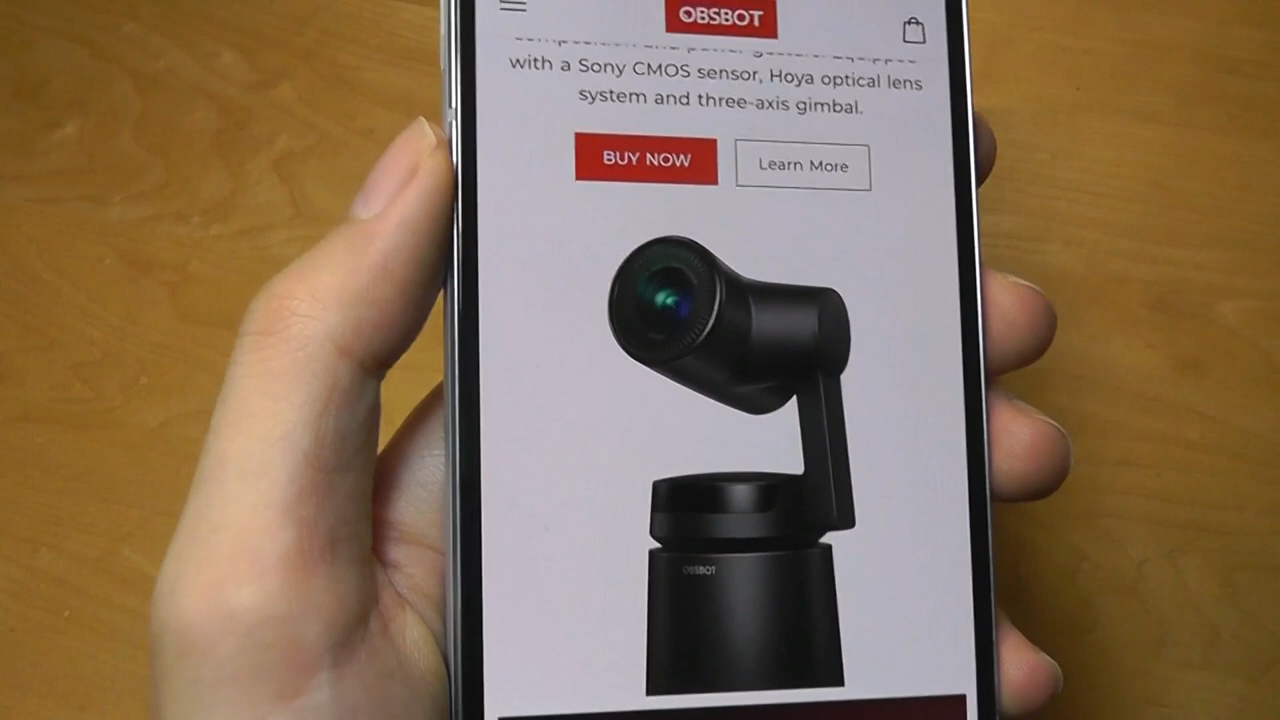 OBSBOT
with a Sony CMOS sensor, Hoya optical lens
system and three-axis gimbal.
BUY NOW
Learn More
OBSBOT